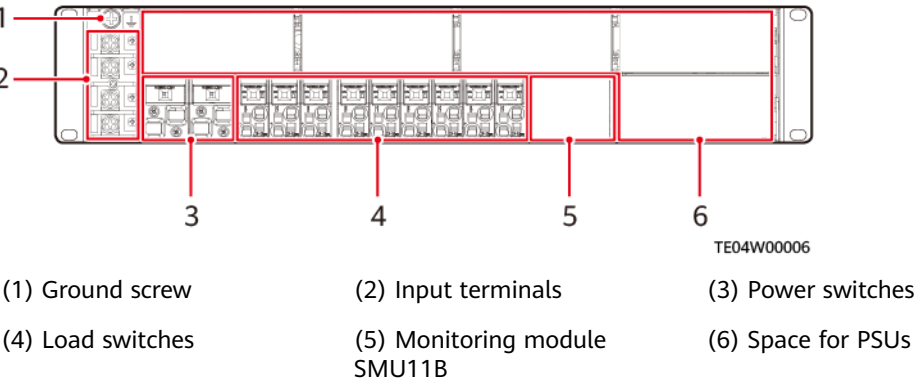 1
2
3
4
5
6
TE04W00006
(1) Ground screw
(2) Input terminals
(3) Power switches
(4) Load switches
(5) Monitoring module
SMU11B
(6) Space for PSUs